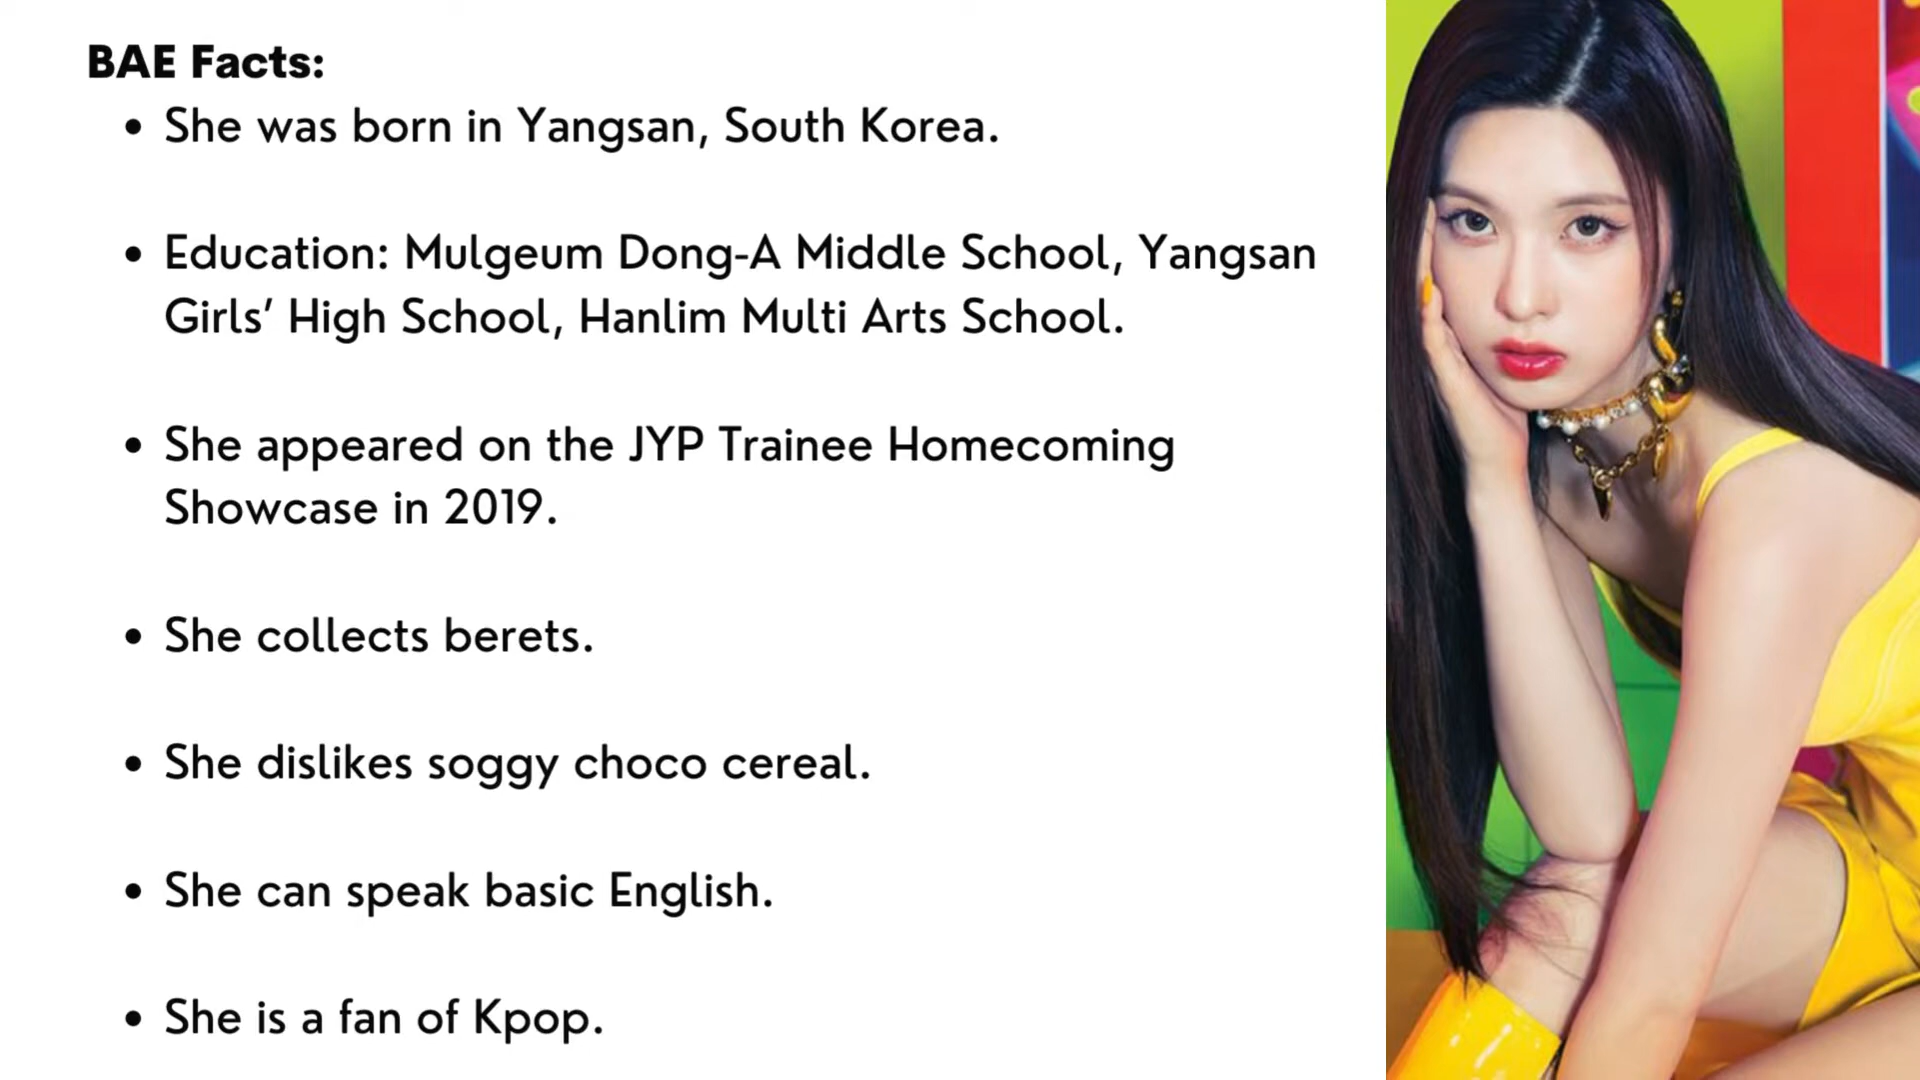 BAE Facts:
• She was born in Yangsan, South Korea.
• Education: Mulgeum Dong-A Middle School, Yangsan
Girls’ High School, Hanlim Multi Arts School.
• She appeared on the JYP Trainee Homecoming
Showcase in 2019.
• She collects berets.
• She dislikes soggy choco cereal.
• She can speak basic English.
• She is a fan of Kpop.